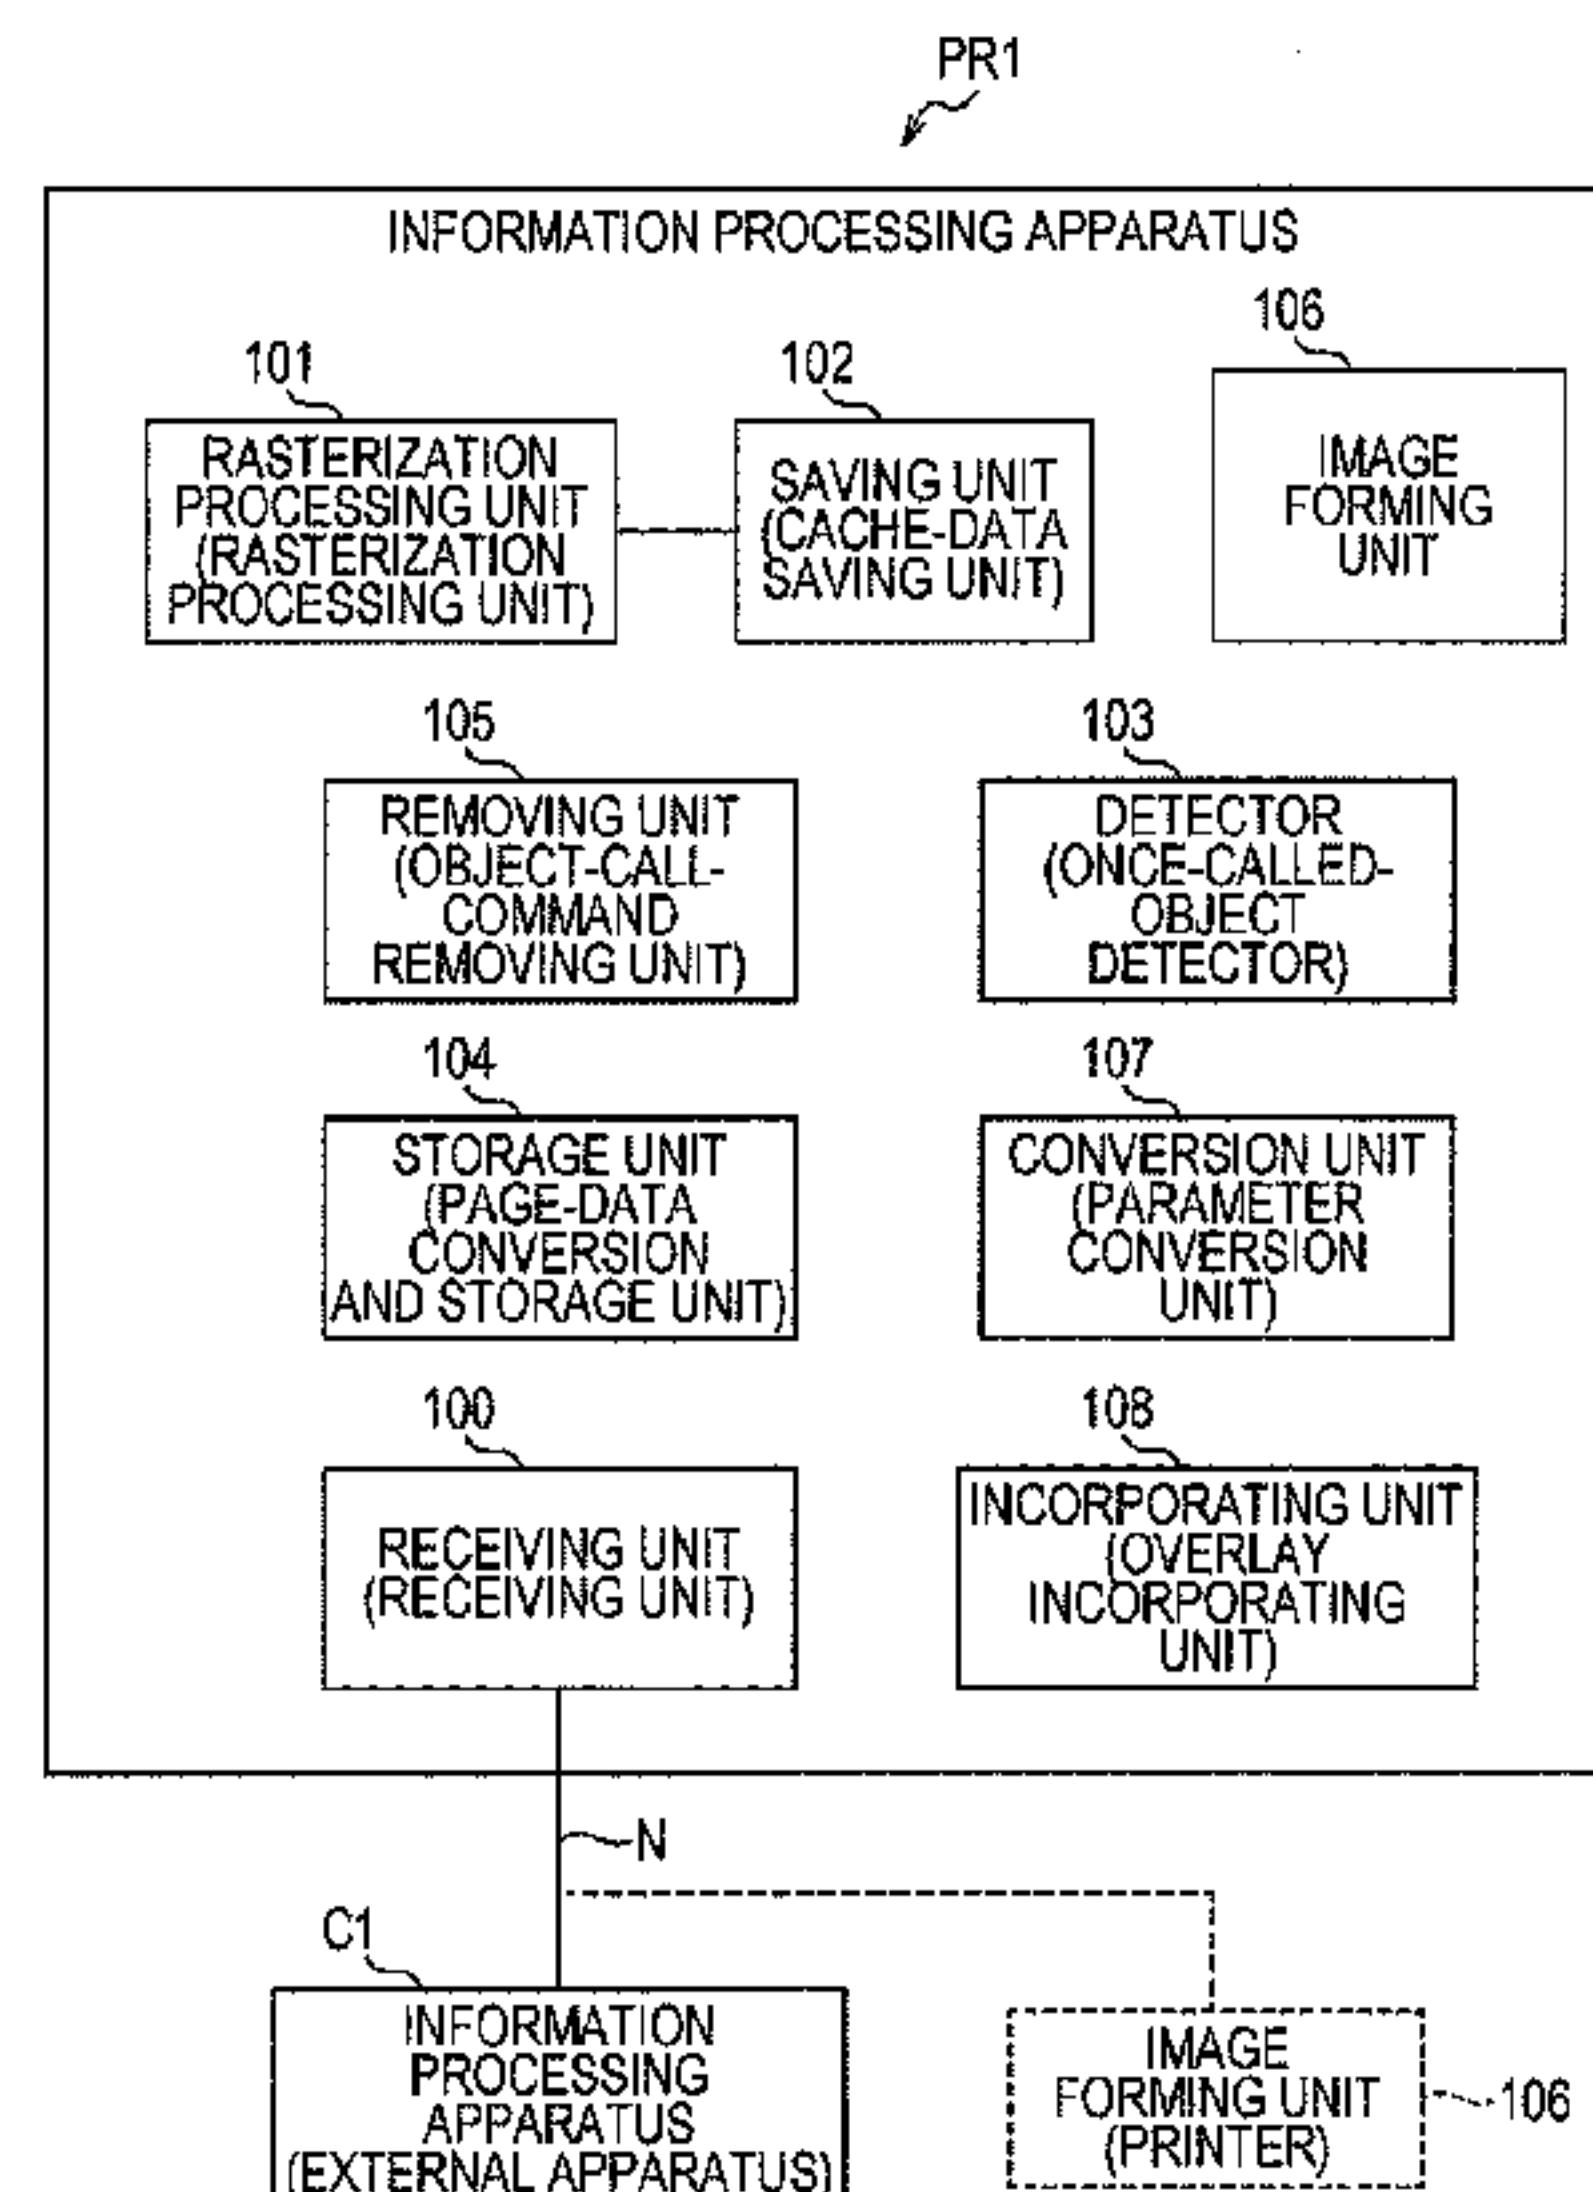 PR1
INFORMATION PROCESSING APPARATUS
101
RASTERIZATION
PROCESSING UNIT
(RASTERIZATION
PROCESSING UNIT)
102
SAVING UNIT
(CACHE-DATA
SAVING UNIT)
106
IMAGE
FORMING
UNIT
105
REMOVING UNIT
(OBJECT-CALL-
COMMAND
REMOVING UNIT)
103
DETECTOR
(ONCE-CALLED-
OBJECT
DETECTOR)
104
STORAGE UNIT
(PAGE-DATA
CONVERSION
AND STORAGE UNIT)
107
CONVERSION UNIT
(PARAMETER
CONVERSION
UNIT)
100
RECEIVING UNIT
(RECEIVING UNIT)
108
INCORPORATING UNIT
(OVERLAY
INCORPORATING
UNIT)
N
C1
INFORMATION
PROCESSING
APPARATUS
(EXTERNAL APPARATUS)
IMAGE
FORMING UNIT
(PRINTER)
106